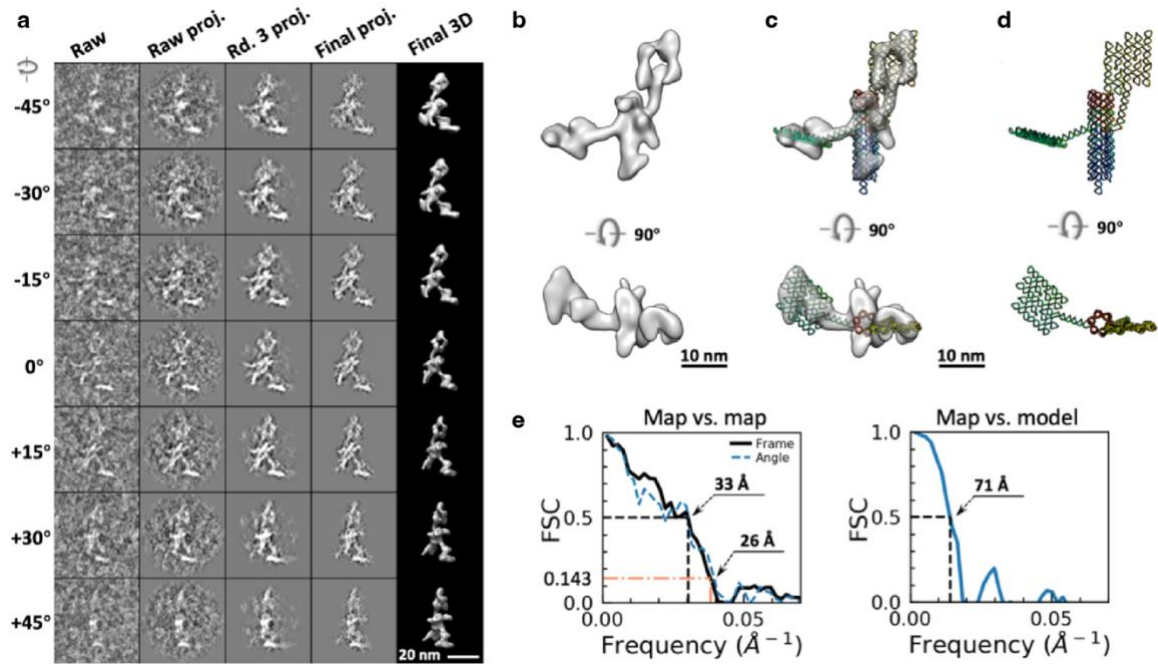 a
Raw
Raw proj.
Rd. 3 proj.
Final proj.
Final 3D
-45°
-30°
-15°
0°
+15°
+30°
+45°
20 nm
b
c
d
90°
90°
90°
10 nm
10 nm
e
Map vs. map
Frame
Angle
33 Å
26 Å
1.0
0.5
0.143
0.0
FSC
0.00
0.05
Frequency (Å⁻¹)
Map vs. model
71 Å
1.0
0.5
0.0
FSC
0.00
0.05
Frequency (Å⁻¹)